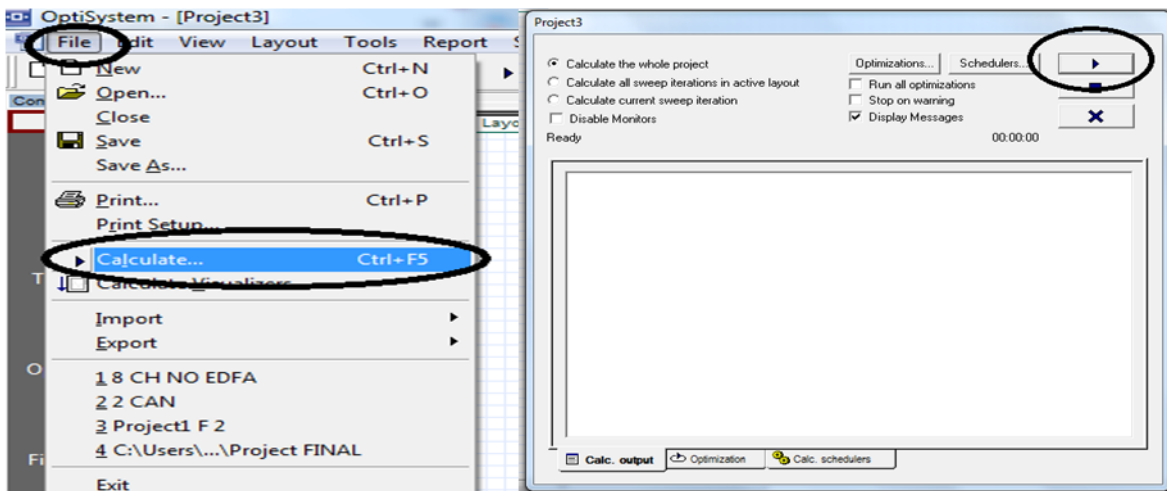 OptiSystem - [Project3]
File Edit View Layout Tools Report
New Ctrl+N
Open... Ctrl+O
Close
Save Ctrl+S
Save As...
Print... Ctrl+P
Print Setup...
Calculate... Ctrl+F5
Calculate Visualizers
Import
Export
1 8 CH NO EDFA
2 2 CAN
3 Project1 F 2
4 C:\Users\...\Project FINAL
Exit
Project3
Calculate the whole project
Calculate all sweep iterations in active layout
Calculate current sweep iteration
Disable Monitors
Optimizations... Schedulers...
Run all optimizations
Stop on warning
Display Messages
Ready 00:00:00
Calc. output Optimization Calc. schedulers